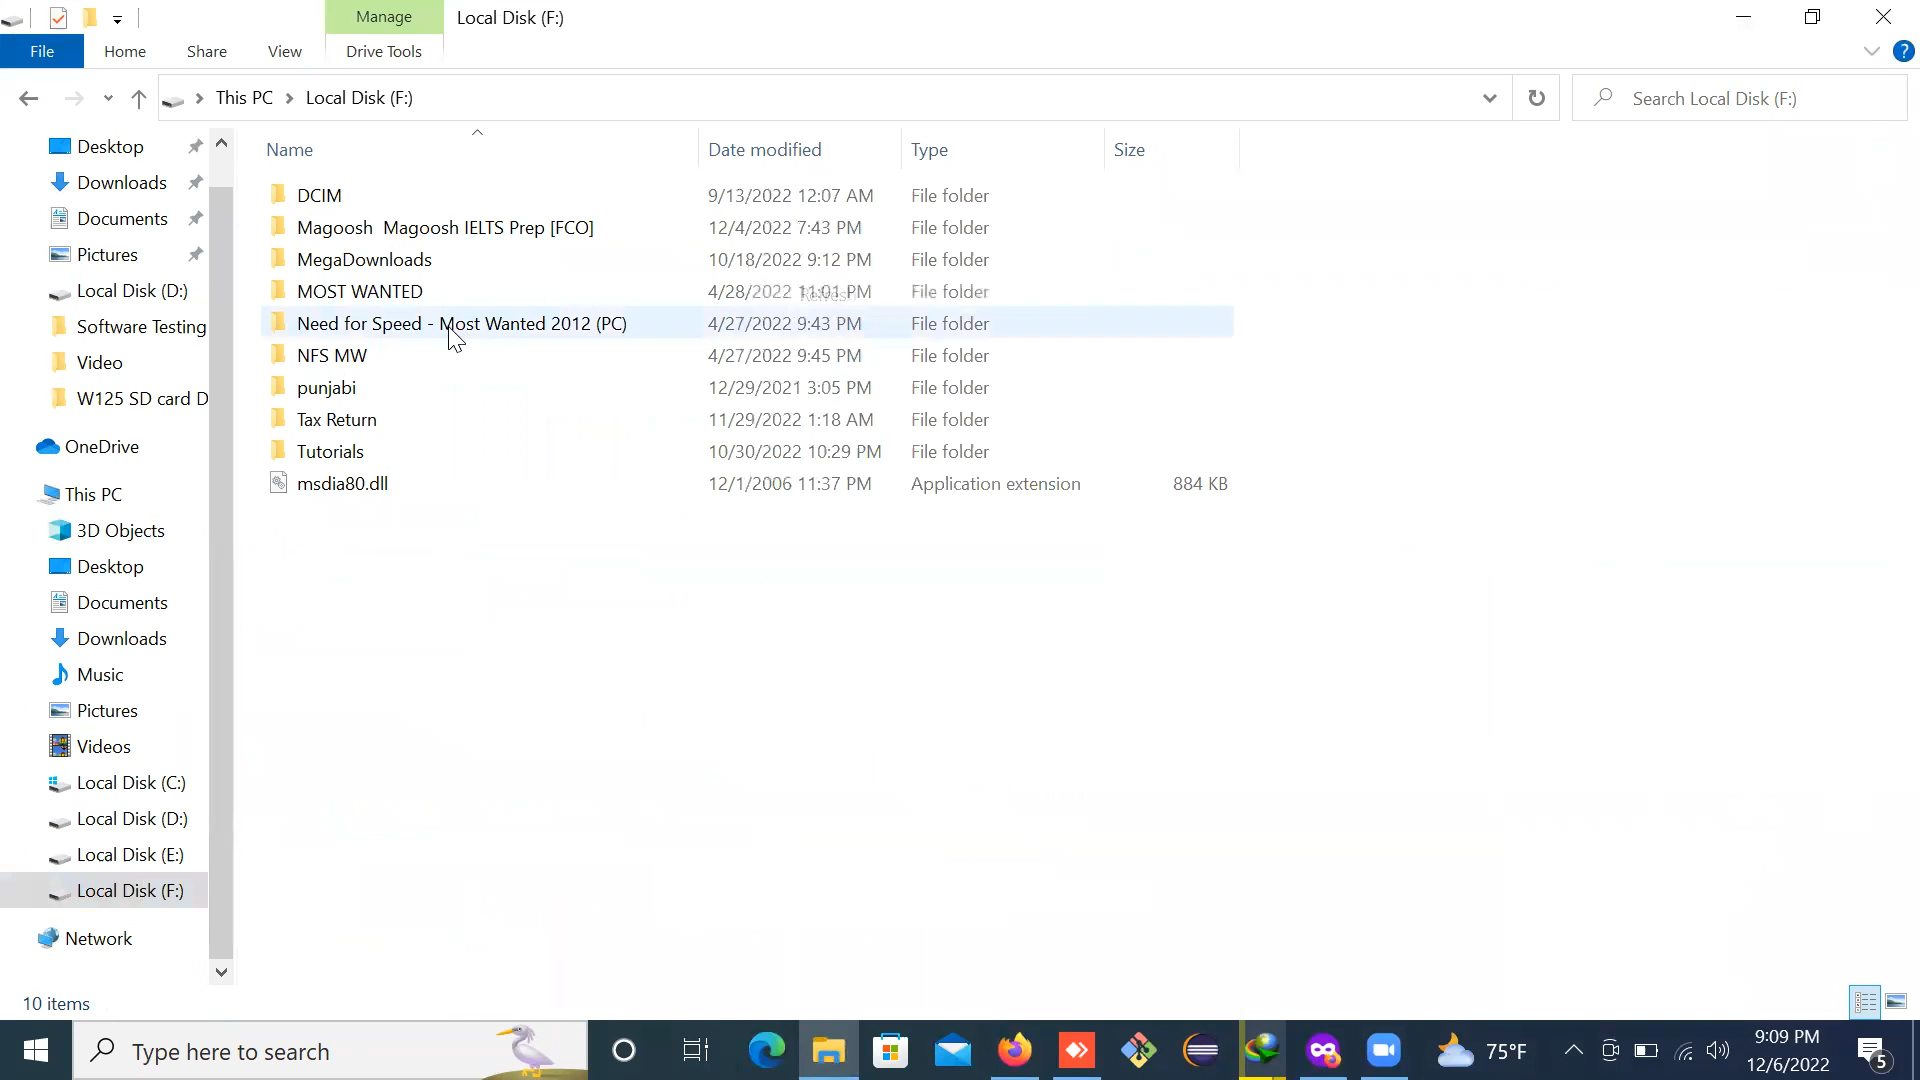 Manage
Local Disk (F:)
File
Home
Share
View
Drive Tools
?
This PC
Local Disk (F:)
Search Local Disk (F:)
Name
Date modified
Type
Size
Desktop
Downloads
Documents
Pictures
Local Disk (D:)
Software Testing
Video
W125 SD card D
OneDrive
This PC
3D Objects
Desktop
Documents
Downloads
Music
Pictures
Videos
Local Disk (C:)
Local Disk (D:)
Local Disk (E:)
Local Disk (F:)
Network
DCIM 9/13/2022 12:07 AM File folder
Magoosh  Magoosh IELTS Prep [FCO] 12/4/2022 7:43 PM File folder
MegaDownloads 10/18/2022 9:12 PM File folder
MOST WANTED 4/28/2022 11:01 PM File folder
Refresh
Need for Speed - Most Wanted 2012 (PC) 4/27/2022 9:43 PM File folder
NFS MW 4/27/2022 9:45 PM File folder
punjabi 12/29/2021 3:05 PM File folder
Tax Return 11/29/2022 1:18 AM File folder
Tutorials 10/30/2022 10:29 PM File folder
msdia80.dll 12/1/2006 11:37 PM Application extension 884 KB
10 items
Type here to search
75°F
9:09 PM
12/6/2022
5